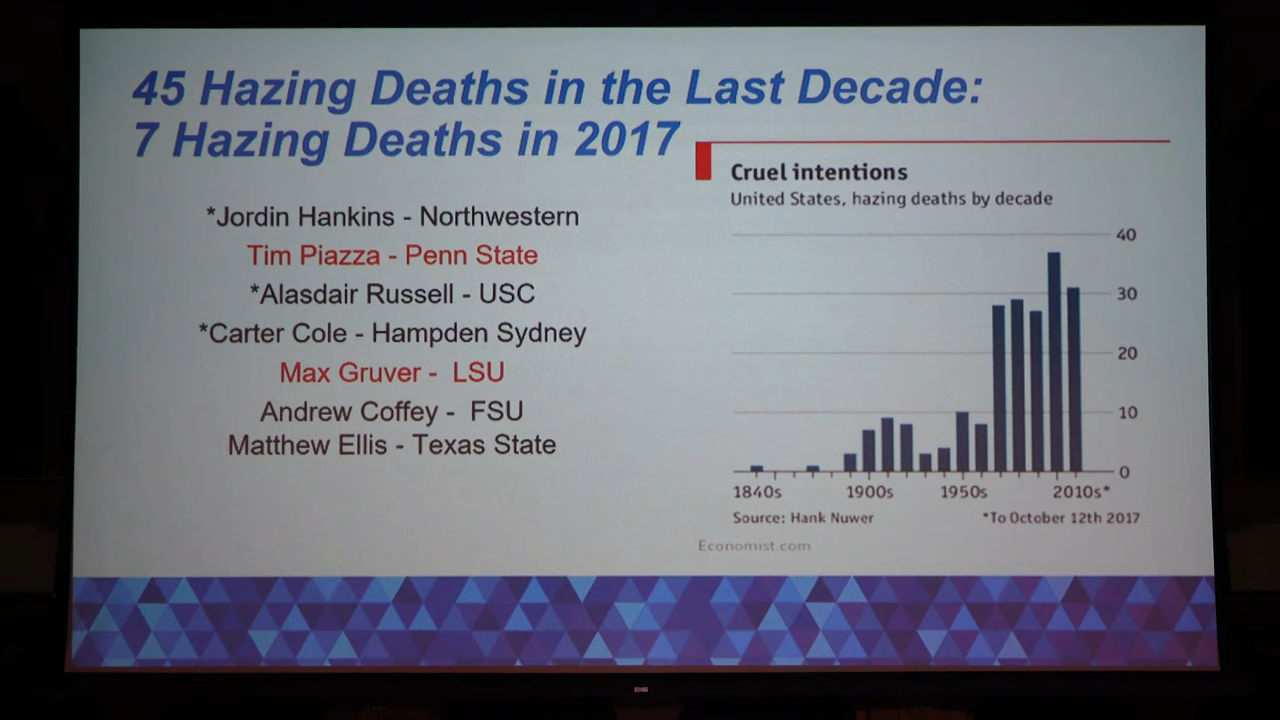 45 Hazing Deaths in the Last Decade:
7 Hazing Deaths in 2017
*Jordin Hankins - Northwestern
Tim Piazza - Penn State
*Alasdair Russell - USC
*Carter Cole - Hampden Sydney
Max Gruver - LSU
Andrew Coffey - FSU
Matthew Ellis - Texas State
Cruel intentions
United States, hazing deaths by decade
40
30
20
10
0
1840s 1900s 1950s 2010s*
Source: Hank Nuwer *To October 12th 2017
Economist.com